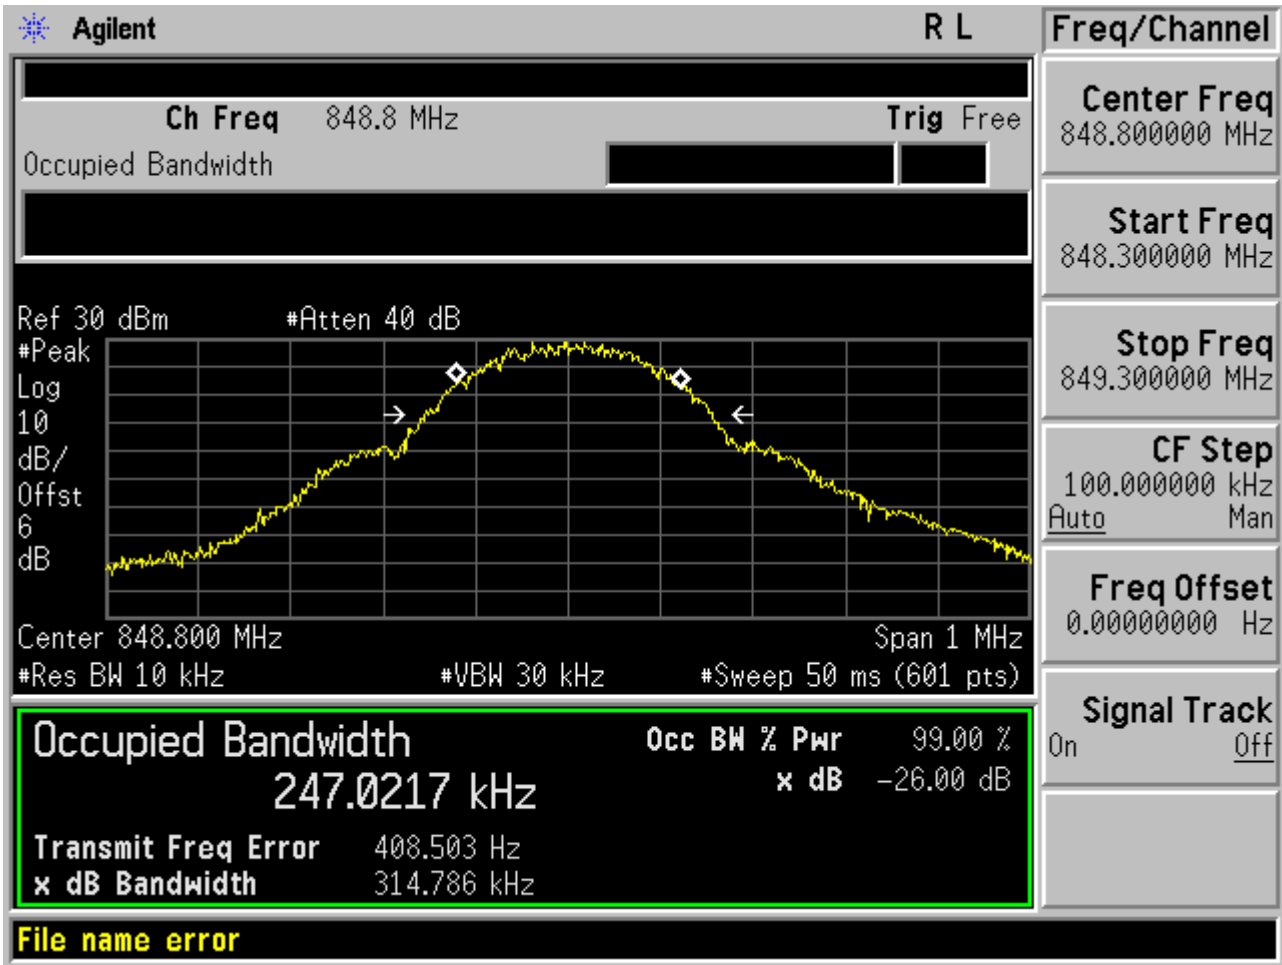 Agilent
R L
Freq/Channel
Ch Freq 848.8 MHz
Trig Free
Occupied Bandwidth
Center Freq
848.800000 MHz
Start Freq
848.300000 MHz
Stop Freq
849.300000 MHz
CF Step
100.000000 kHz
Auto Man
Freq Offset
0.00000000 Hz
Signal Track
On Off
Ref 30 dBm
#Atten 40 dB
#Peak
Log
10
dB/
Offst
6
dB
Center 848.800 MHz
Span 1 MHz
#Res BW 10 kHz
#VBW 30 kHz
#Sweep 50 ms (601 pts)
Occupied Bandwidth
247.0217 kHz
Occ BW % Pwr 99.00 %
x dB -26.00 dB
Transmit Freq Error 408.503 Hz
x dB Bandwidth 314.786 kHz
File name error